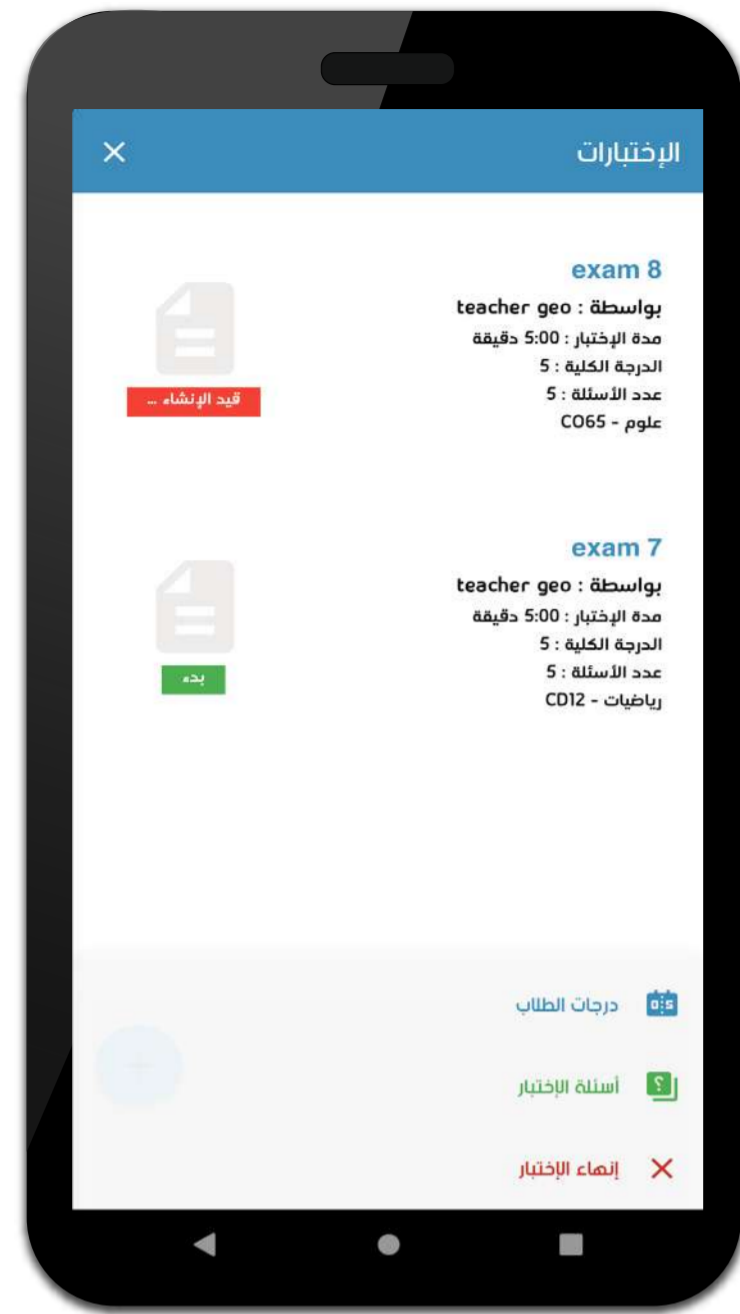 الإختبارات
exam 8
بواسطة : teacher geo
مدة الإختبار : 5:00 دقيقة
الدرجة الكلية : 5
عدد الأسئلة : 5
علوم - CO65
قيد الإنشاء ...
exam 7
بواسطة : teacher geo
مدة الإختبار : 5:00 دقيقة
الدرجة الكلية : 5
عدد الأسئلة : 5
رياضيات - CD12
بدء
درجات الطلاب
أسئلة الإختبار
إنهاء الإختبار